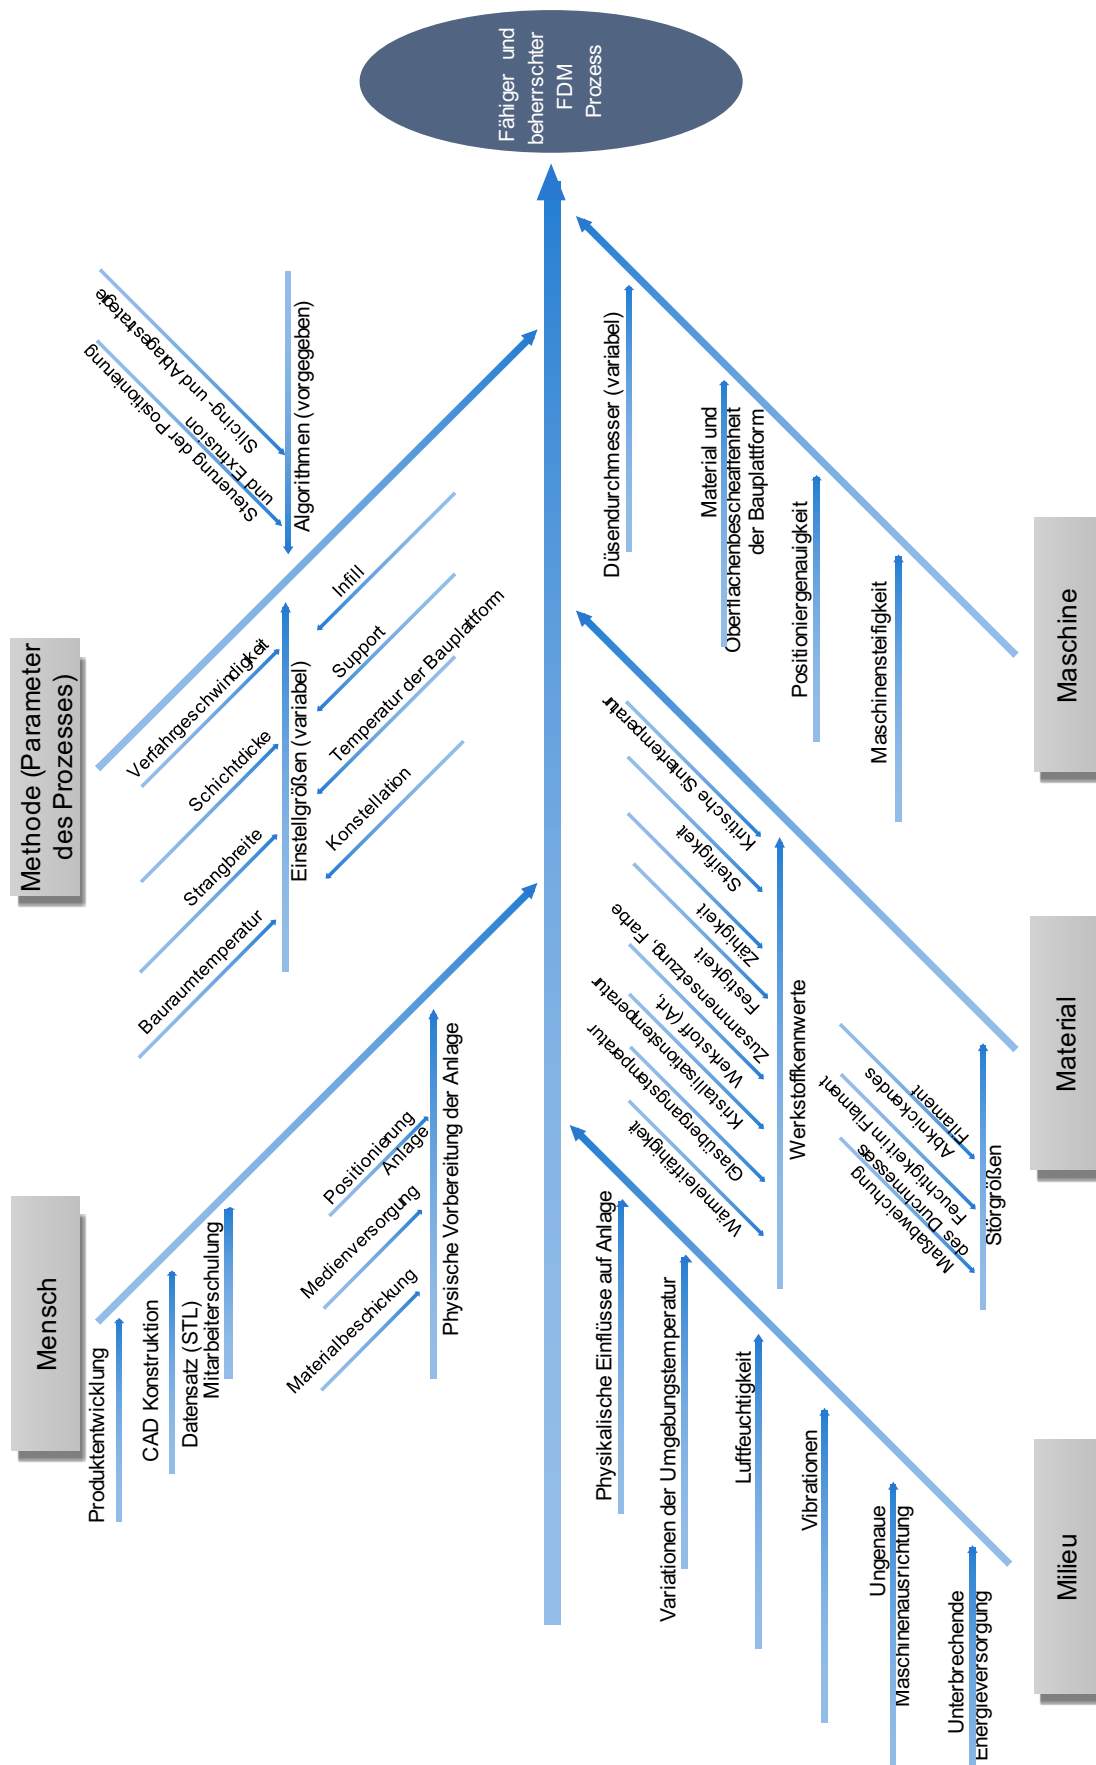 Mensch
Produktentwicklung
CAD Konstruktion
Datensatz (STL)
Mitarbeiterschulung
Materialbeschickung
Medienversorgung
Positionierung
Anlage
Physische Vorbereitung der Anlage
Methode (Parameter
des Prozesses)
Bauraumtemperatur
Strangbreite
Schichtdicke
Verfahrgeschwindigkeit
Einstellgrößen (variabel)
Konstellation
Temperatur der Bauplattform
Support
Infill
Steuerung der Positionierung
und Extrusion
Slicing- und Ablagestrategie
Algorithmen (vorgegeben)
Fähiger und
beherrschter
FDM
Prozess
Physikalische Einflüsse auf Anlage
Variationen der Umgebungstemperatur
Luftfeuchtigkeit
Vibrationen
Ungenaue
Maschinenausrichtung
Unterbrechende
Energieversorgung
Milieu
Wärmeleitfähigkeit
Glasübergangstemperatur
Kristallisationstemperatur
Werkstoff (Art,
Zusammensetzung, Farbe
Festigkeit
Zähigkeit
Steifigkeit
Kritische Sinkertemperatur
Werkstoffkennwerte
Maßabweichung
des Durchmesses
Feuchtigkeit im Filament
Abknickendes
Filament
Störgrößen
Material
Düsendurchmesser (variabel)
Material und
Oberflächenbeschaffenheit
der Bauplattform
Positioniergenauigkeit
Maschinensteifigkeit
Maschine